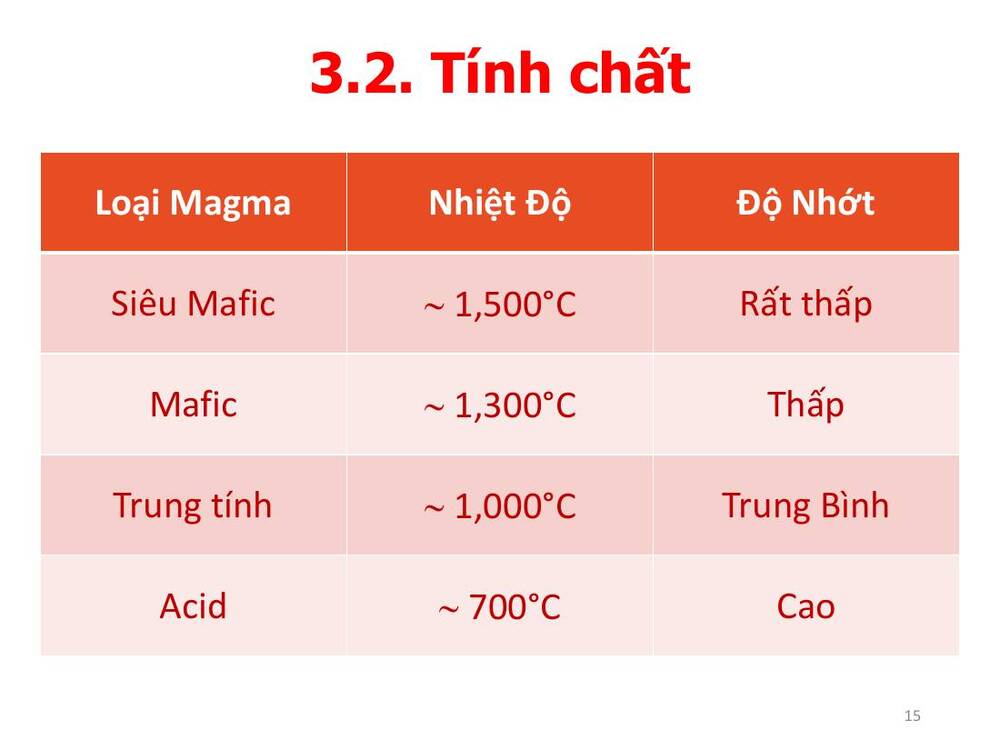 3.2. Tính chất
Loại Magma Nhiệt Độ Độ Nhớt
Siêu Mafic ~ 1,500°C Rất thấp
Mafic ~ 1,300°C Thấp
Trung tính ~ 1,000°C Trung Bình
Acid ~ 700°C Cao
15